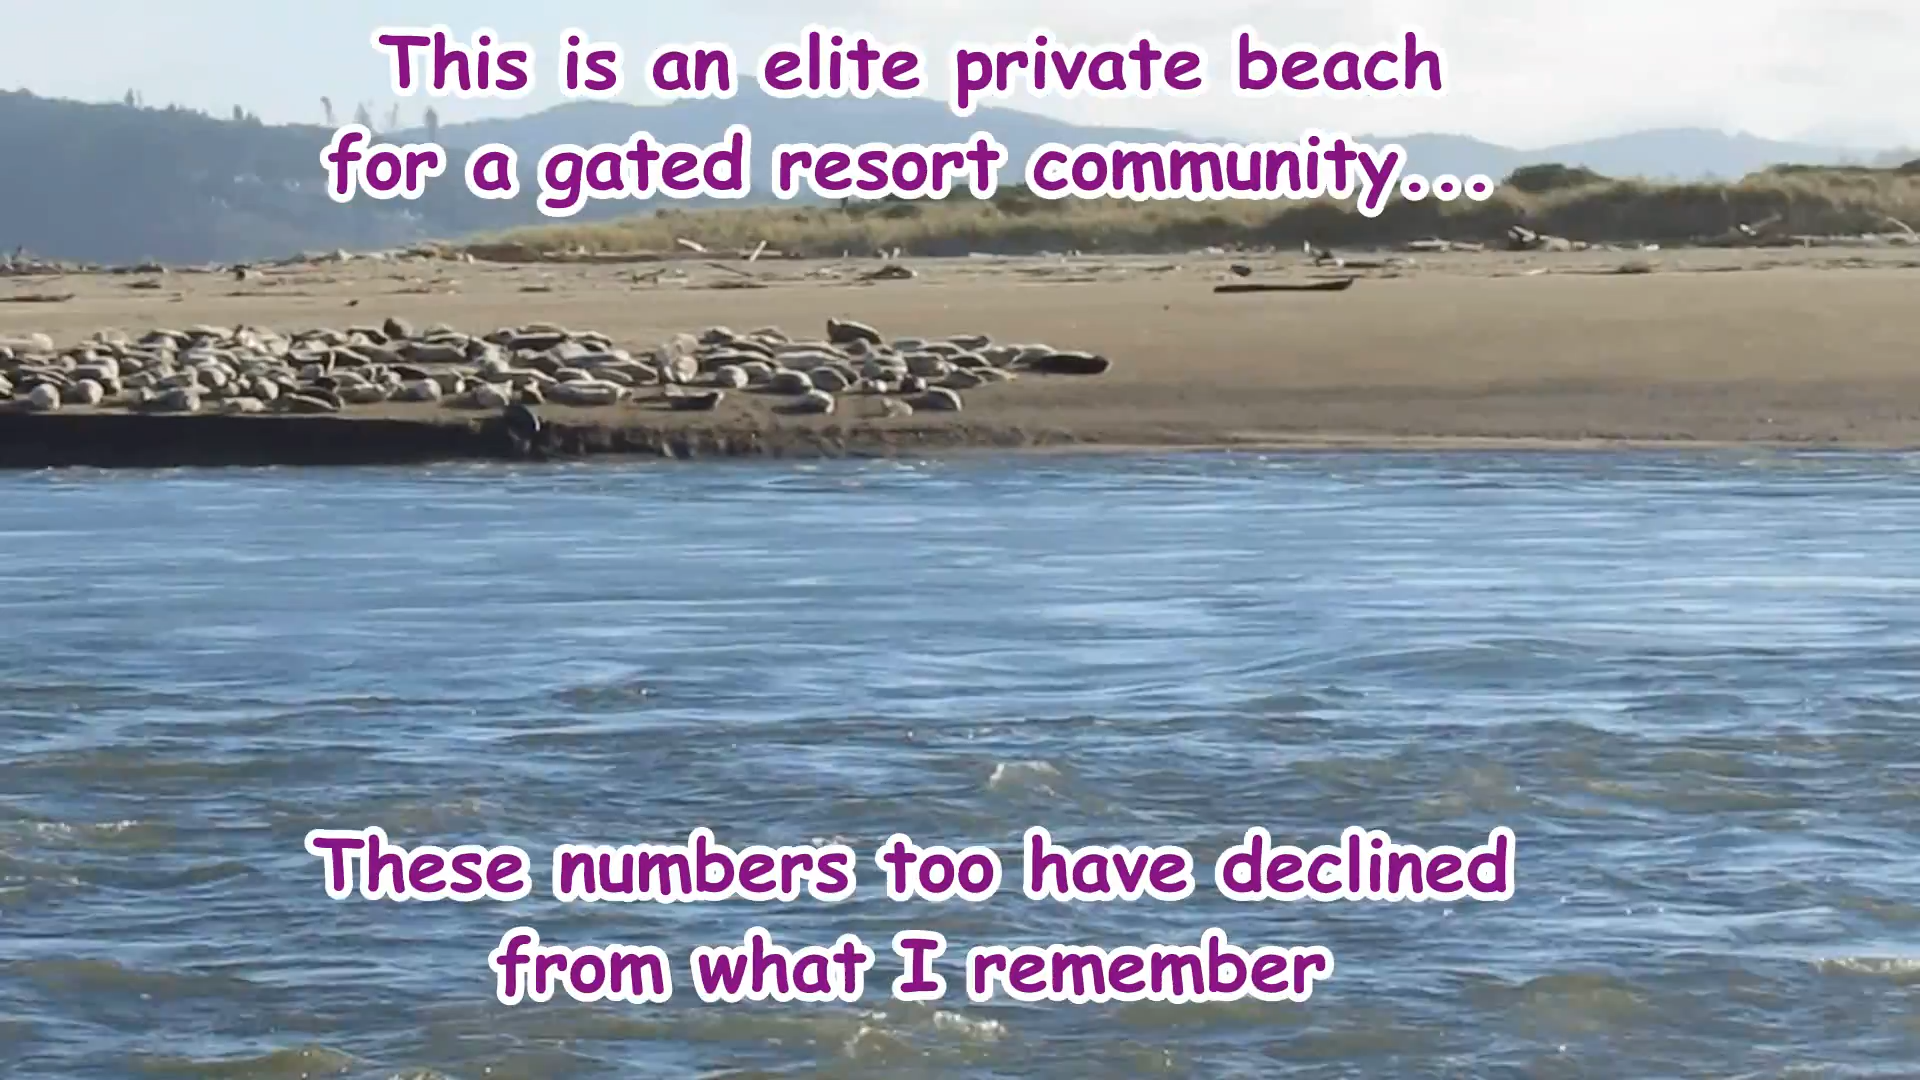 This is an elite private beach
for a gated resort community...
These numbers too have declined
from what I remember